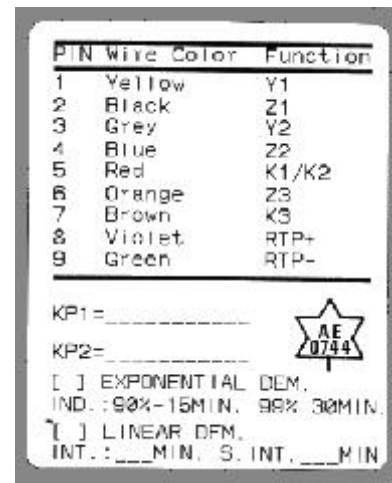 PIN Wire Color Function
1 Yellow Y1
2 Black Z1
3 Grey Y2
4 Blue Z2
5 Red K1/K2
6 Orange Z3
7 Brown K3
8 Violet RTP+
9 Green RTP-
KP1=____________
AE
0744
KP2=____________
[ ] EXPONENTIAL DEM.
IND.:90%-15MIN. 99% 30MIN.
[ ] LINEAR DEM.
INT.:___MIN. S.INT.___MIN